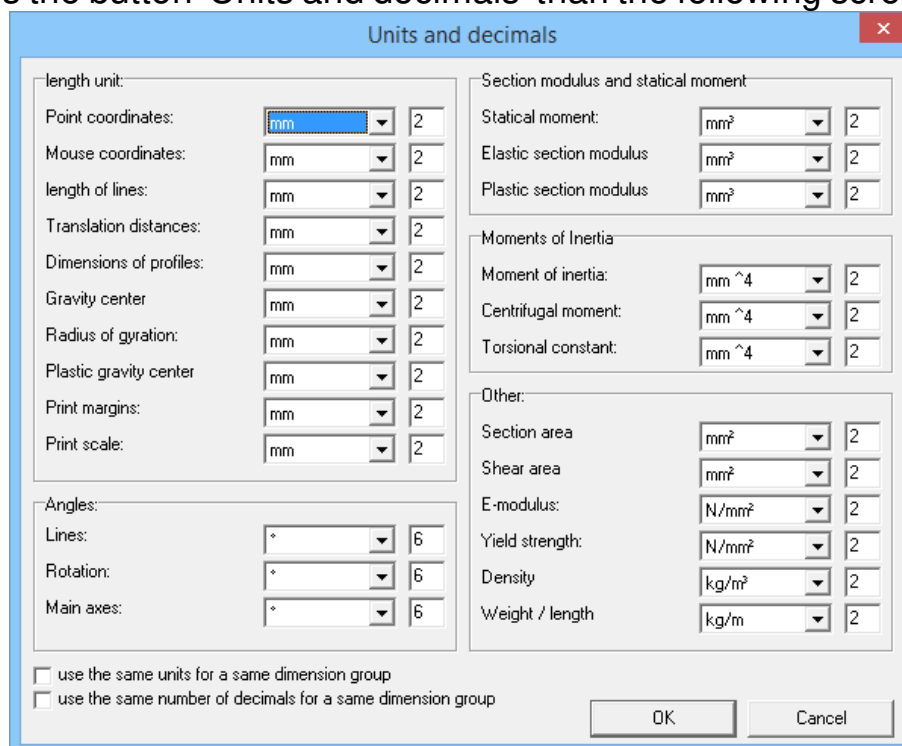 the button 'Units and decimals' than the following
Units and decimals
length unit:
Point coordinates: mm 2
Mouse coordinates: mm 2
length of lines: mm 2
Translation distances: mm 2
Dimensions of profiles: mm 2
Gravity center mm 2
Radius of gyration: mm 2
Plastic gravity center mm 2
Print margins: mm 2
Print scale: mm 2
Angles:
Lines: ° 6
Rotation: ° 6
Main axes: ° 6
Section modulus and statical moment
Statical moment: mm³ 2
Elastic section modulus mm³ 2
Plastic section modulus mm³ 2
Moments of Inertia
Moment of inertia: mm ^4 2
Centrifugal moment: mm ^4 2
Torsional constant: mm ^4 2
Other:
Section area mm² 2
Shear area mm² 2
E-modulus: N/mm² 2
Yield strength: N/mm² 2
Density kg/m³ 2
Weight / length kg/m 2
use the same units for a same dimension group
use the same number of decimals for a same dimension group
OK Cancel